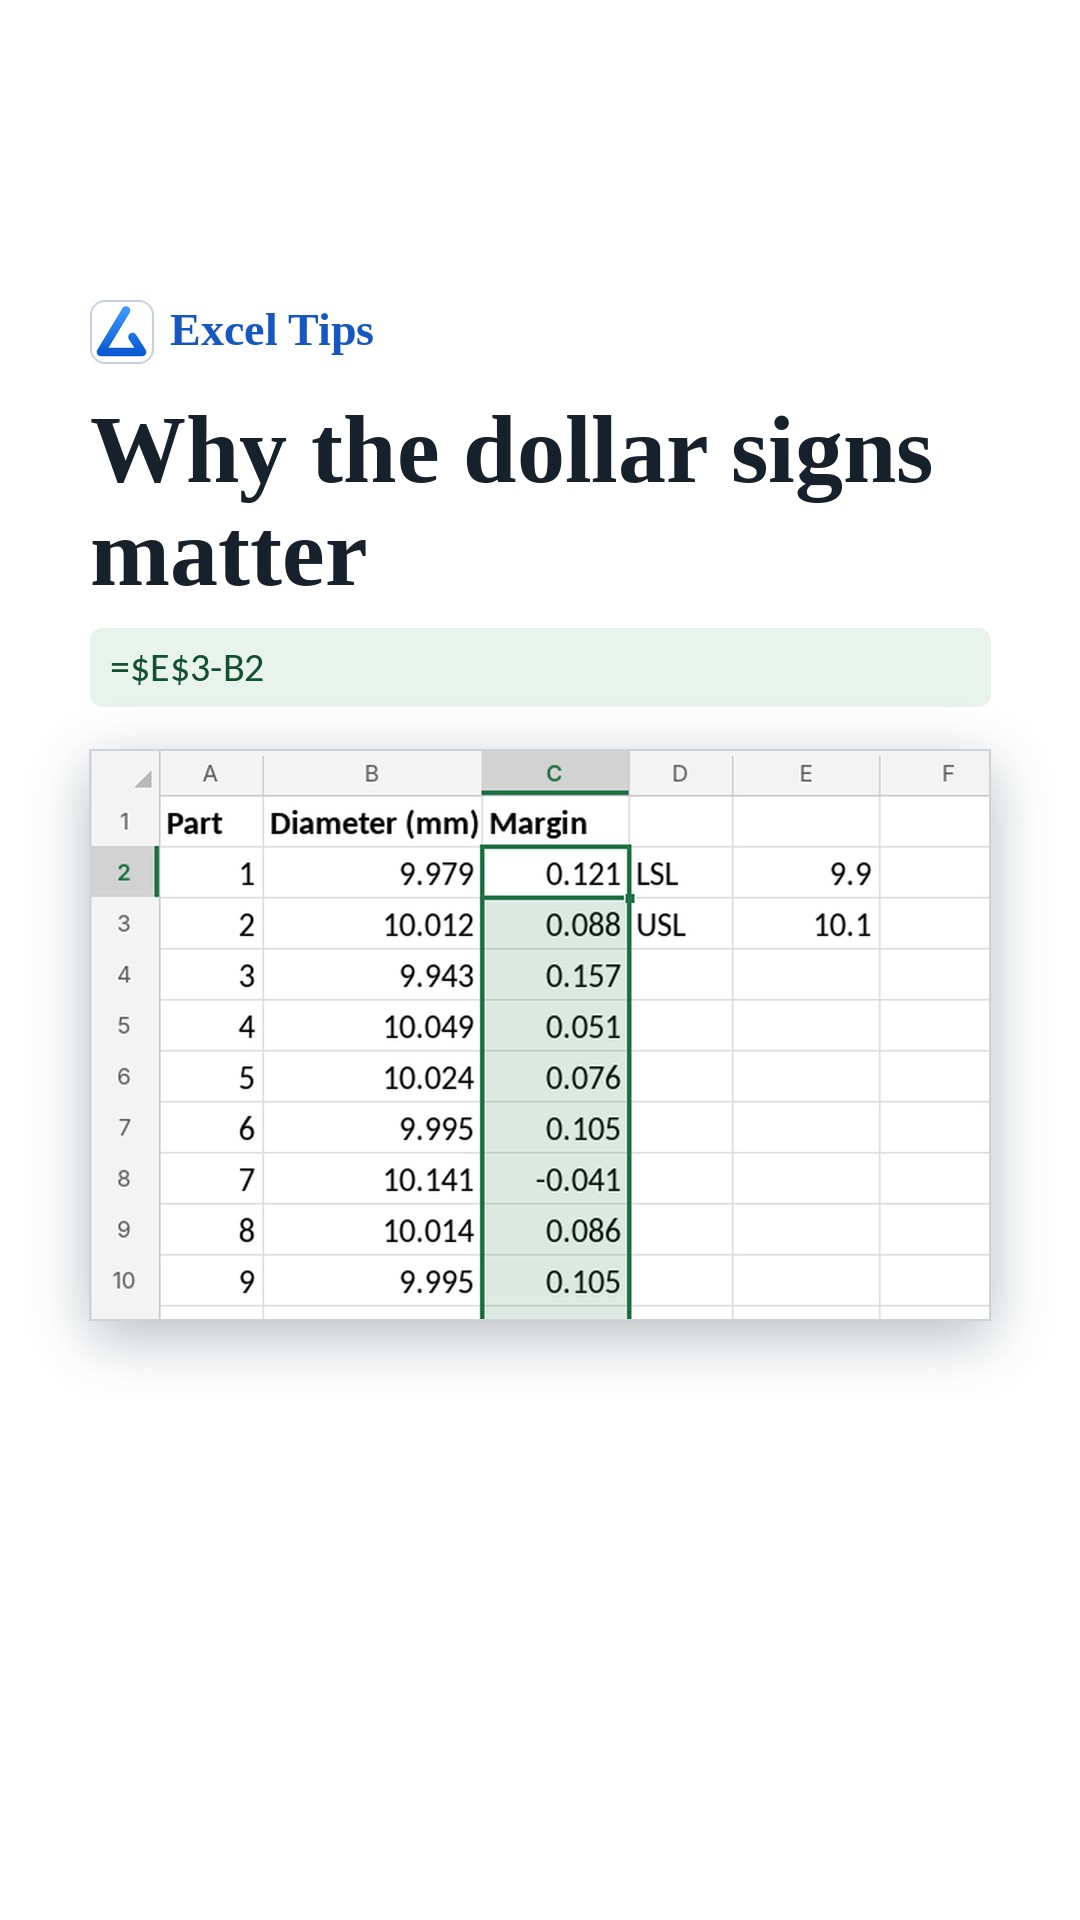 Excel Tips
Why the dollar signs
matter
=$E$3-B2
A B C D E F
1 Part Diameter (mm) Margin
2 1 9.979 0.121 LSL 9.9
3 2 10.012 0.088 USL 10.1
4 3 9.943 0.157
5 4 10.049 0.051
6 5 10.024 0.076
7 6 9.995 0.105
8 7 10.141 -0.041
9 8 10.014 0.086
10 9 9.995 0.105